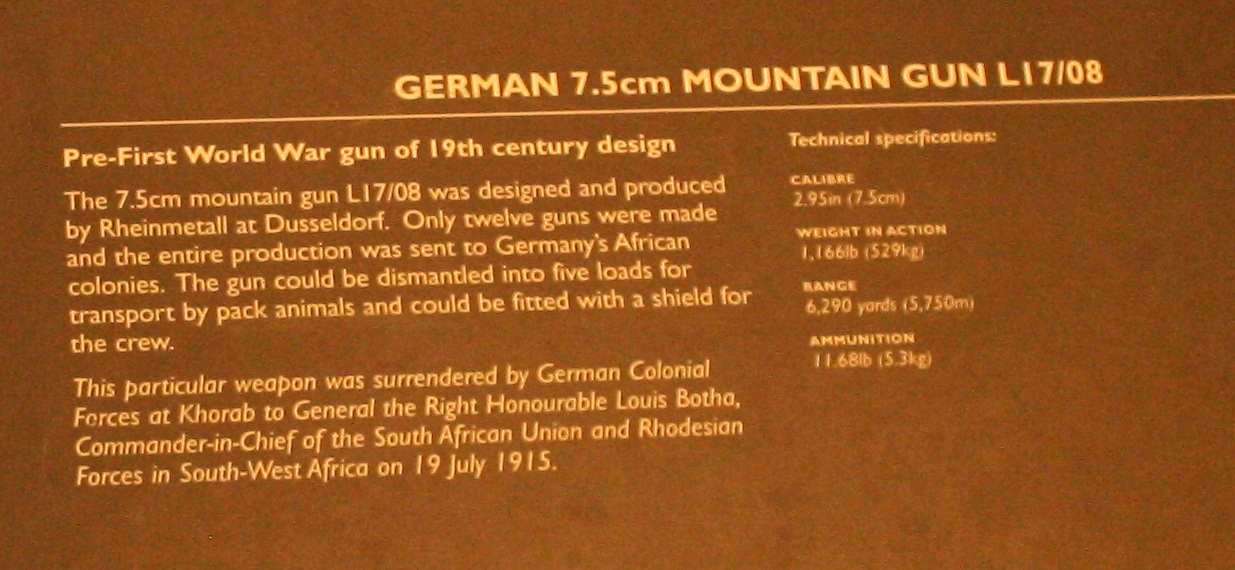 GERMAN 7.5cm MOUNTAIN GUN L17/08
Pre-First World War gun of 19th century design
The 7.5cm mountain gun L17/08 was designed and produced
by Rheinmetall at Dusseldorf. Only twelve guns were made
and the entire production was sent to Germany's African
colonies. The gun could be dismantled into five loads for
transport by pack animals and could be fitted with a shield for
the crew.
This particular weapon was surrendered by German Colonial
Forces at Khorab to General the Right Honourable Louis Botha,
Commander-in-Chief of the South African Union and Rhodesian
Forces in South-West Africa on 19 July 1915.
Technical specifications:
CALIBRE
2.95in (7.5cm)
WEIGHT IN ACTION
1,166lb (529kg)
RANGE
6,290 yards (5,750m)
AMMUNITION
11.68lb (5.3kg)